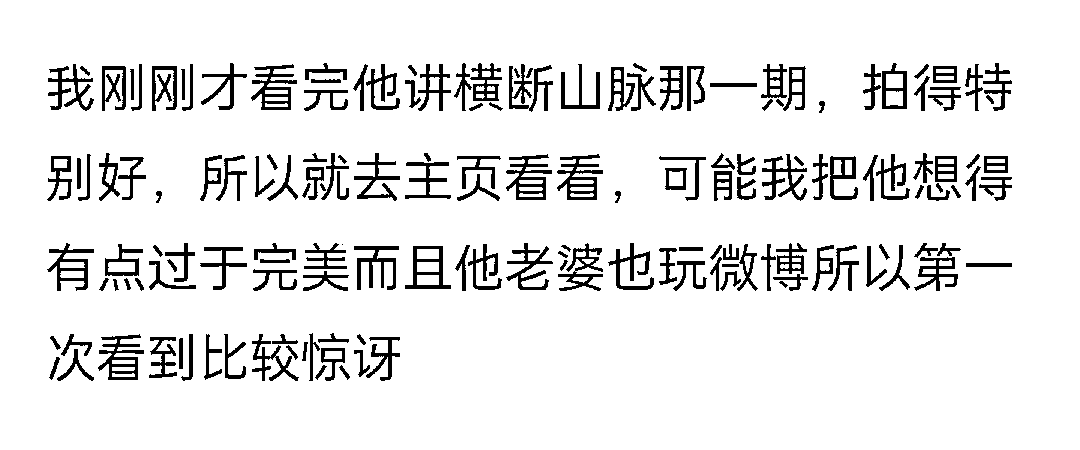 我刚刚才看完他讲横断山脉那一期，拍得特
别好，所以就去主页看看，可能我把他想得
有点过于完美而且他老婆也玩微博所以第一
次看到比较惊讶